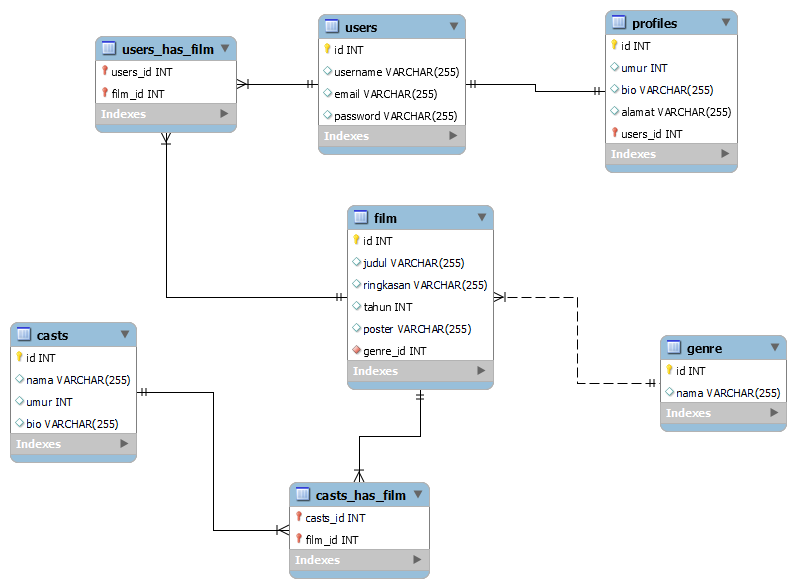 users_has_film
users_id INT
film_id INT
Indexes
users
id INT
username VARCHAR(255)
email VARCHAR(255)
password VARCHAR(255)
Indexes
profiles
id INT
umur INT
bio VARCHAR(255)
alamat VARCHAR(255)
users_id INT
Indexes
film
id INT
judul VARCHAR(255)
ringkasan VARCHAR(255)
tahun INT
poster VARCHAR(255)
genre_id INT
Indexes
casts
id INT
nama VARCHAR(255)
umur INT
bio VARCHAR(255)
Indexes
genre
id INT
nama VARCHAR(255)
Indexes
casts_has_film
casts_id INT
film_id INT
Indexes